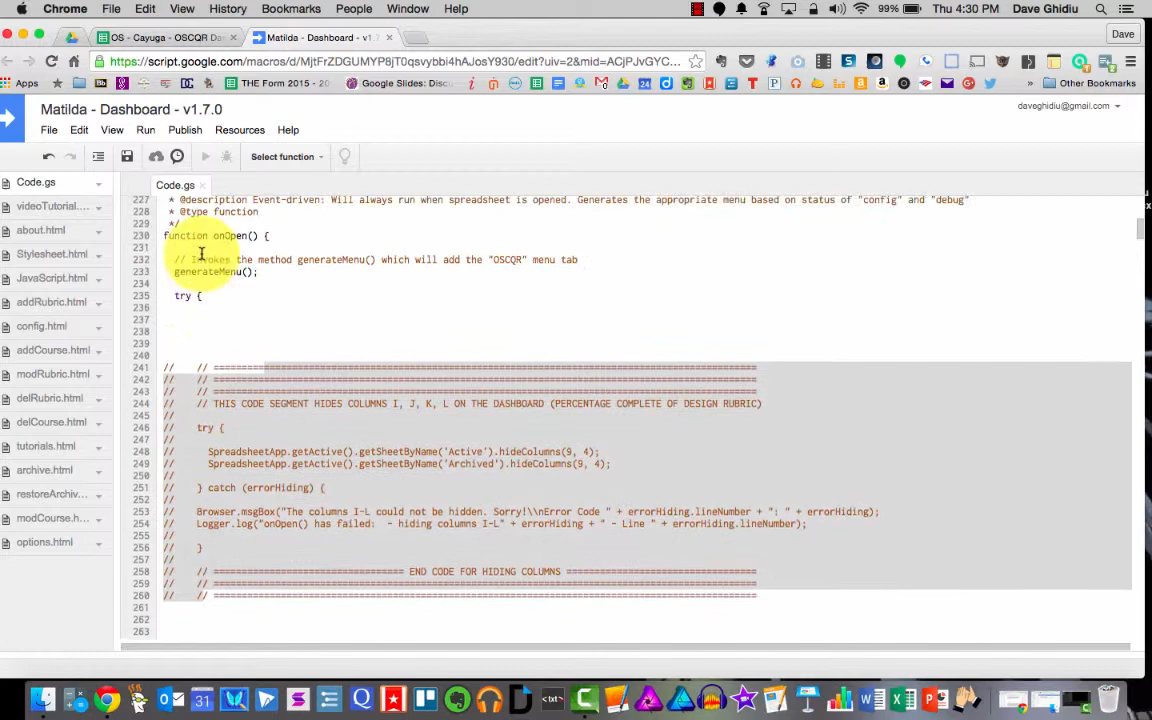 Chrome File Edit View History Bookmarks People Window Help 99% Thu 4:30 PM Dave Ghidiu
OS - Cayuga - OSCQR Da Matilda - Dashboard - v1.7.0 Dave
https://script.google.com/macros/d/MjtFrZDGUMYP8jT0qsvybbi4hAJosY930/edit?uiv=2&mid=ACjPJvGYC...
Apps THE Form 2015 - 20 Google Slides: Discu » Other Bookmarks
Matilda - Dashboard - v1.7.0
daveghidiu@gmail.com
File Edit View Run Publish Resources Help
Select function
Code.gs
videoTutorial....
about.html
Stylesheet.html
JavaScript.html
addRubric.html
config.html
addCourse.html
modRubric.html
delRubric.html
delCourse.html
tutorials.html
archive.html
restoreArchiv...
modCourse.h...
options.html
Code.gs
227 * @description Event-driven: Will always run when spreadsheet is opened. Generates the appropriate menu based on status of "config" and "debug"
228 * @type function
229 */
230 function onOpen() {
231
232 // Invokes the method generateMenu() which will add the "OSCQR" menu tab
233 generateMenu();
234
235 try {
236
237
238
239
240
241 // // ==================================================================================================
242 // // ==================================================================================================
243 // // ==================================================================================================
244 // // THIS CODE SEGMENT HIDES COLUMNS I, J, K, L ON THE DASHBOARD (PERCENTAGE COMPLETE OF DESIGN RUBRIC)
245 //
246 // try {
247 //
248 // SpreadsheetApp.getActive().getSheetByName('Active').hideColumns(9, 4);
249 // SpreadsheetApp.getActive().getSheetByName('Archived').hideColumns(9, 4);
250 //
251 // } catch (errorHiding) {
252 //
253 // Browser.msgBox("The columns I-L could not be hidden. Sorry!\\nError Code " + errorHiding.lineNumber + ": " + errorHiding);
254 // Logger.log("onOpen() has failed: - hiding columns I-L" + errorHiding + " - Line " + errorHiding.lineNumber);
255 //
256 // }
257 //
258 // // ================================== END CODE FOR HIDING COLUMNS ==================================
259 // // ==================================================================================================
260 // // ==================================================================================================
261
262
263